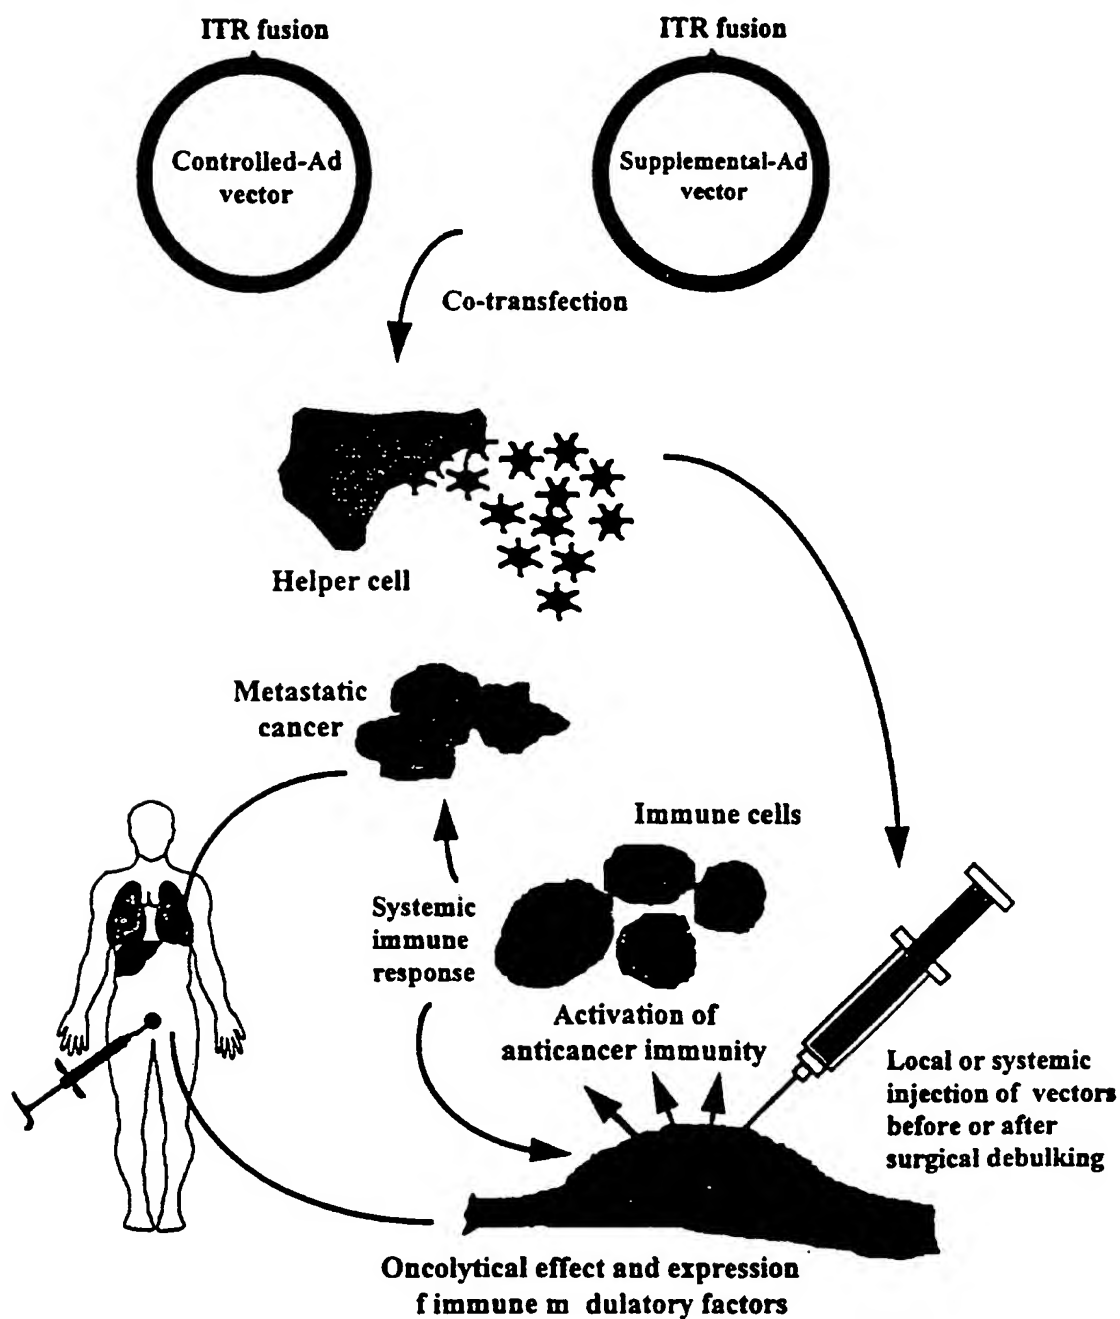 ITR fusion
ITR fusion
Controlled-Ad
vector
Supplemental-Ad
vector
Co-transfection
Helper cell
Metastatic
cancer
Immune cells
Systemic
immune
response
Activation of
anticancer immunity
Local or systemic
injection of vectors
before or after
surgical debulking
Oncolytical effect and expression
f immune m dulatory factors